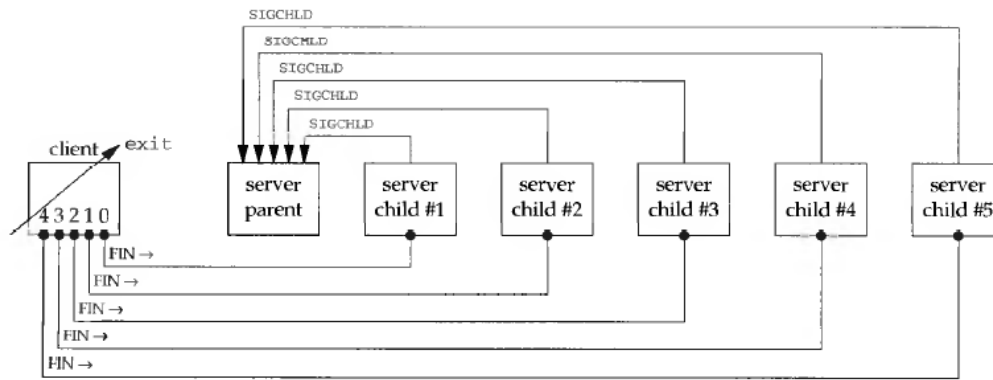 SIGCHLD
SIGCHLD
SIGCHLD
SIGCHLD
SIGCHLD
client exit
server parent
server child #1
server child #2
server child #3
server child #4
server child #5
4 3 2 1 0
FIN →
FIN →
FIN →
FIN →
FIN →